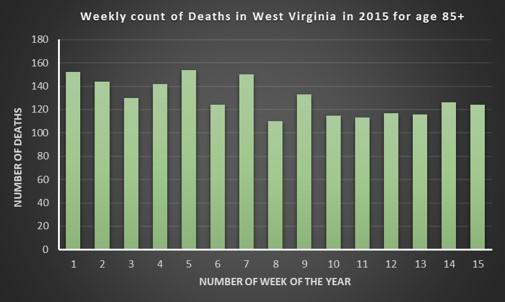 Weekly count of Deaths in West Virginia in 2015 for age 85+
180
160
140
120
100
80
60
40
20
0
NUMBER OF DEATHS
1 2 3 4 5 6 7 8 9 10 11 12 13 14 15
NUMBER OF WEEK OF THE YEAR